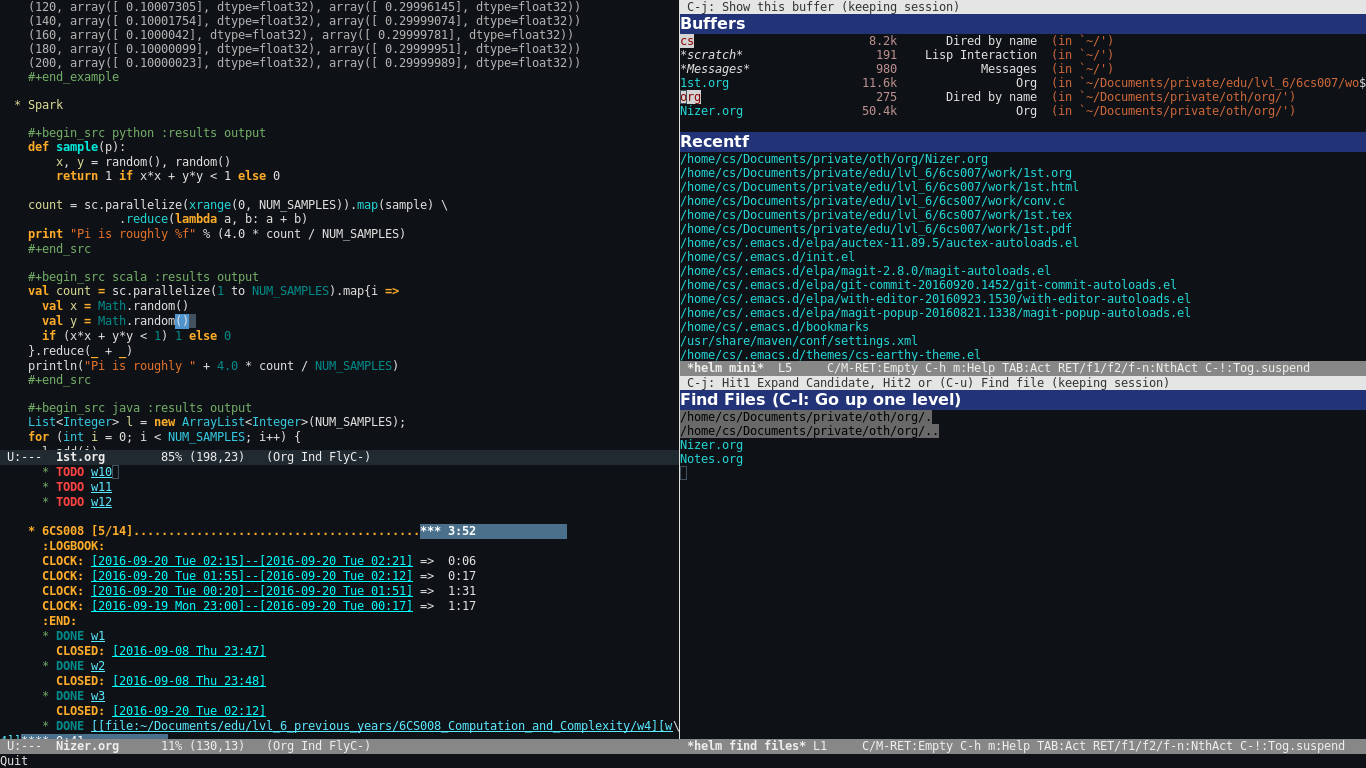 (120, array([ 0.10007305], dtype=float32), array([ 0.29996145], dtype=float32))
(140, array([ 0.10001754], dtype=float32), array([ 0.29999074], dtype=float32))
(160, array([ 0.1000042], dtype=float32), array([ 0.29999781], dtype=float32))
(180, array([ 0.10000099], dtype=float32), array([ 0.29999951], dtype=float32))
(200, array([ 0.10000023], dtype=float32), array([ 0.29999989], dtype=float32))
#+end_example
* Spark
#+begin_src python :results output
def sample(p):
x, y = random(), random()
return 1 if x*x + y*y < 1 else 0
count = sc.parallelize(xrange(0, NUM_SAMPLES)).map(sample) \
.reduce(lambda a, b: a + b)
print "Pi is roughly %f" % (4.0 * count / NUM_SAMPLES)
#+end_src
#+begin_src scala :results output
val count = sc.parallelize(1 to NUM_SAMPLES).map{i =>
val x = Math.random()
val y = Math.random()
if (x*x + y*y < 1) 1 else 0
}.reduce(_ + _)
println("Pi is roughly " + 4.0 * count / NUM_SAMPLES)
#+end_src
#+begin_src java :results output
List<Integer> l = new ArrayList<Integer>(NUM_SAMPLES);
for (int i = 0; i < NUM_SAMPLES; i++) {
U:--- 1st.org 85% (198,23) (Org Ind FlyC-)
* TODO w10
* TODO w11
* TODO w12
* 6CS008 [5/14].........................................*** 3:52
:LOGBOOK:
CLOCK: [2016-09-20 Tue 02:15]--[2016-09-20 Tue 02:21] => 0:06
CLOCK: [2016-09-20 Tue 01:55]--[2016-09-20 Tue 02:12] => 0:17
CLOCK: [2016-09-20 Tue 00:20]--[2016-09-20 Tue 01:51] => 1:31
CLOCK: [2016-09-19 Mon 23:00]--[2016-09-20 Tue 00:17] => 1:17
:END:
* DONE w1
CLOSED: [2016-09-08 Thu 23:47]
* DONE w2
CLOSED: [2016-09-08 Thu 23:48]
* DONE w3
CLOSED: [2016-09-20 Tue 02:12]
* DONE [[file:~/Documents/edu/lvl_6_previous_years/6CS008_Computation_and_Complexity/w4][w\
U:--- Nizer.org 11% (130,13) (Org Ind FlyC-)
Quit
C-j: Show this buffer (keeping session)
Buffers
cs 8.2k Dired by name (in `~/')
*scratch* 191 Lisp Interaction (in `~/')
*Messages* 980 Messages (in `~/')
1st.org 11.6k Org (in `~/Documents/private/edu/lvl_6/6cs007/wo$
org 275 Dired by name (in `~/Documents/private/oth/org/')
Nizer.org 50.4k Org (in `~/Documents/private/oth/org/')
Recentf
/home/cs/Documents/private/oth/org/Nizer.org
/home/cs/Documents/private/edu/lvl_6/6cs007/work/1st.org
/home/cs/Documents/private/edu/lvl_6/6cs007/work/1st.html
/home/cs/Documents/private/edu/lvl_6/6cs007/work/conv.c
/home/cs/Documents/private/edu/lvl_6/6cs007/work/1st.tex
/home/cs/Documents/private/edu/lvl_6/6cs007/work/1st.pdf
/home/cs/.emacs.d/elpa/auctex-11.89.5/auctex-autoloads.el
/home/cs/.emacs.d/init.el
/home/cs/.emacs.d/elpa/magit-2.8.0/magit-autoloads.el
/home/cs/.emacs.d/elpa/git-commit-20160920.1452/git-commit-autoloads.el
/home/cs/.emacs.d/elpa/with-editor-20160923.1530/with-editor-autoloads.el
/home/cs/.emacs.d/elpa/magit-popup-20160821.1338/magit-popup-autoloads.el
/home/cs/.emacs.d/bookmarks
/usr/share/maven/conf/settings.xml
/home/cs/.emacs.d/themes/cs-earthy-theme.el
*helm mini* L5 C/M-RET:Empty C-h m:Help TAB:Act RET/f1/f2/f-n:NthAct C-!:Tog.suspend
C-j: Hit1 Expand Candidate, Hit2 or (C-u) Find file (keeping session)
Find Files (C-l: Go up one level)
/home/cs/Documents/private/oth/org/.
/home/cs/Documents/private/oth/org/..
Nizer.org
Notes.org
*helm find files* L1 C/M-RET:Empty C-h m:Help TAB:Act RET/f1/f2/f-n:NthAct C-!:Tog.suspend